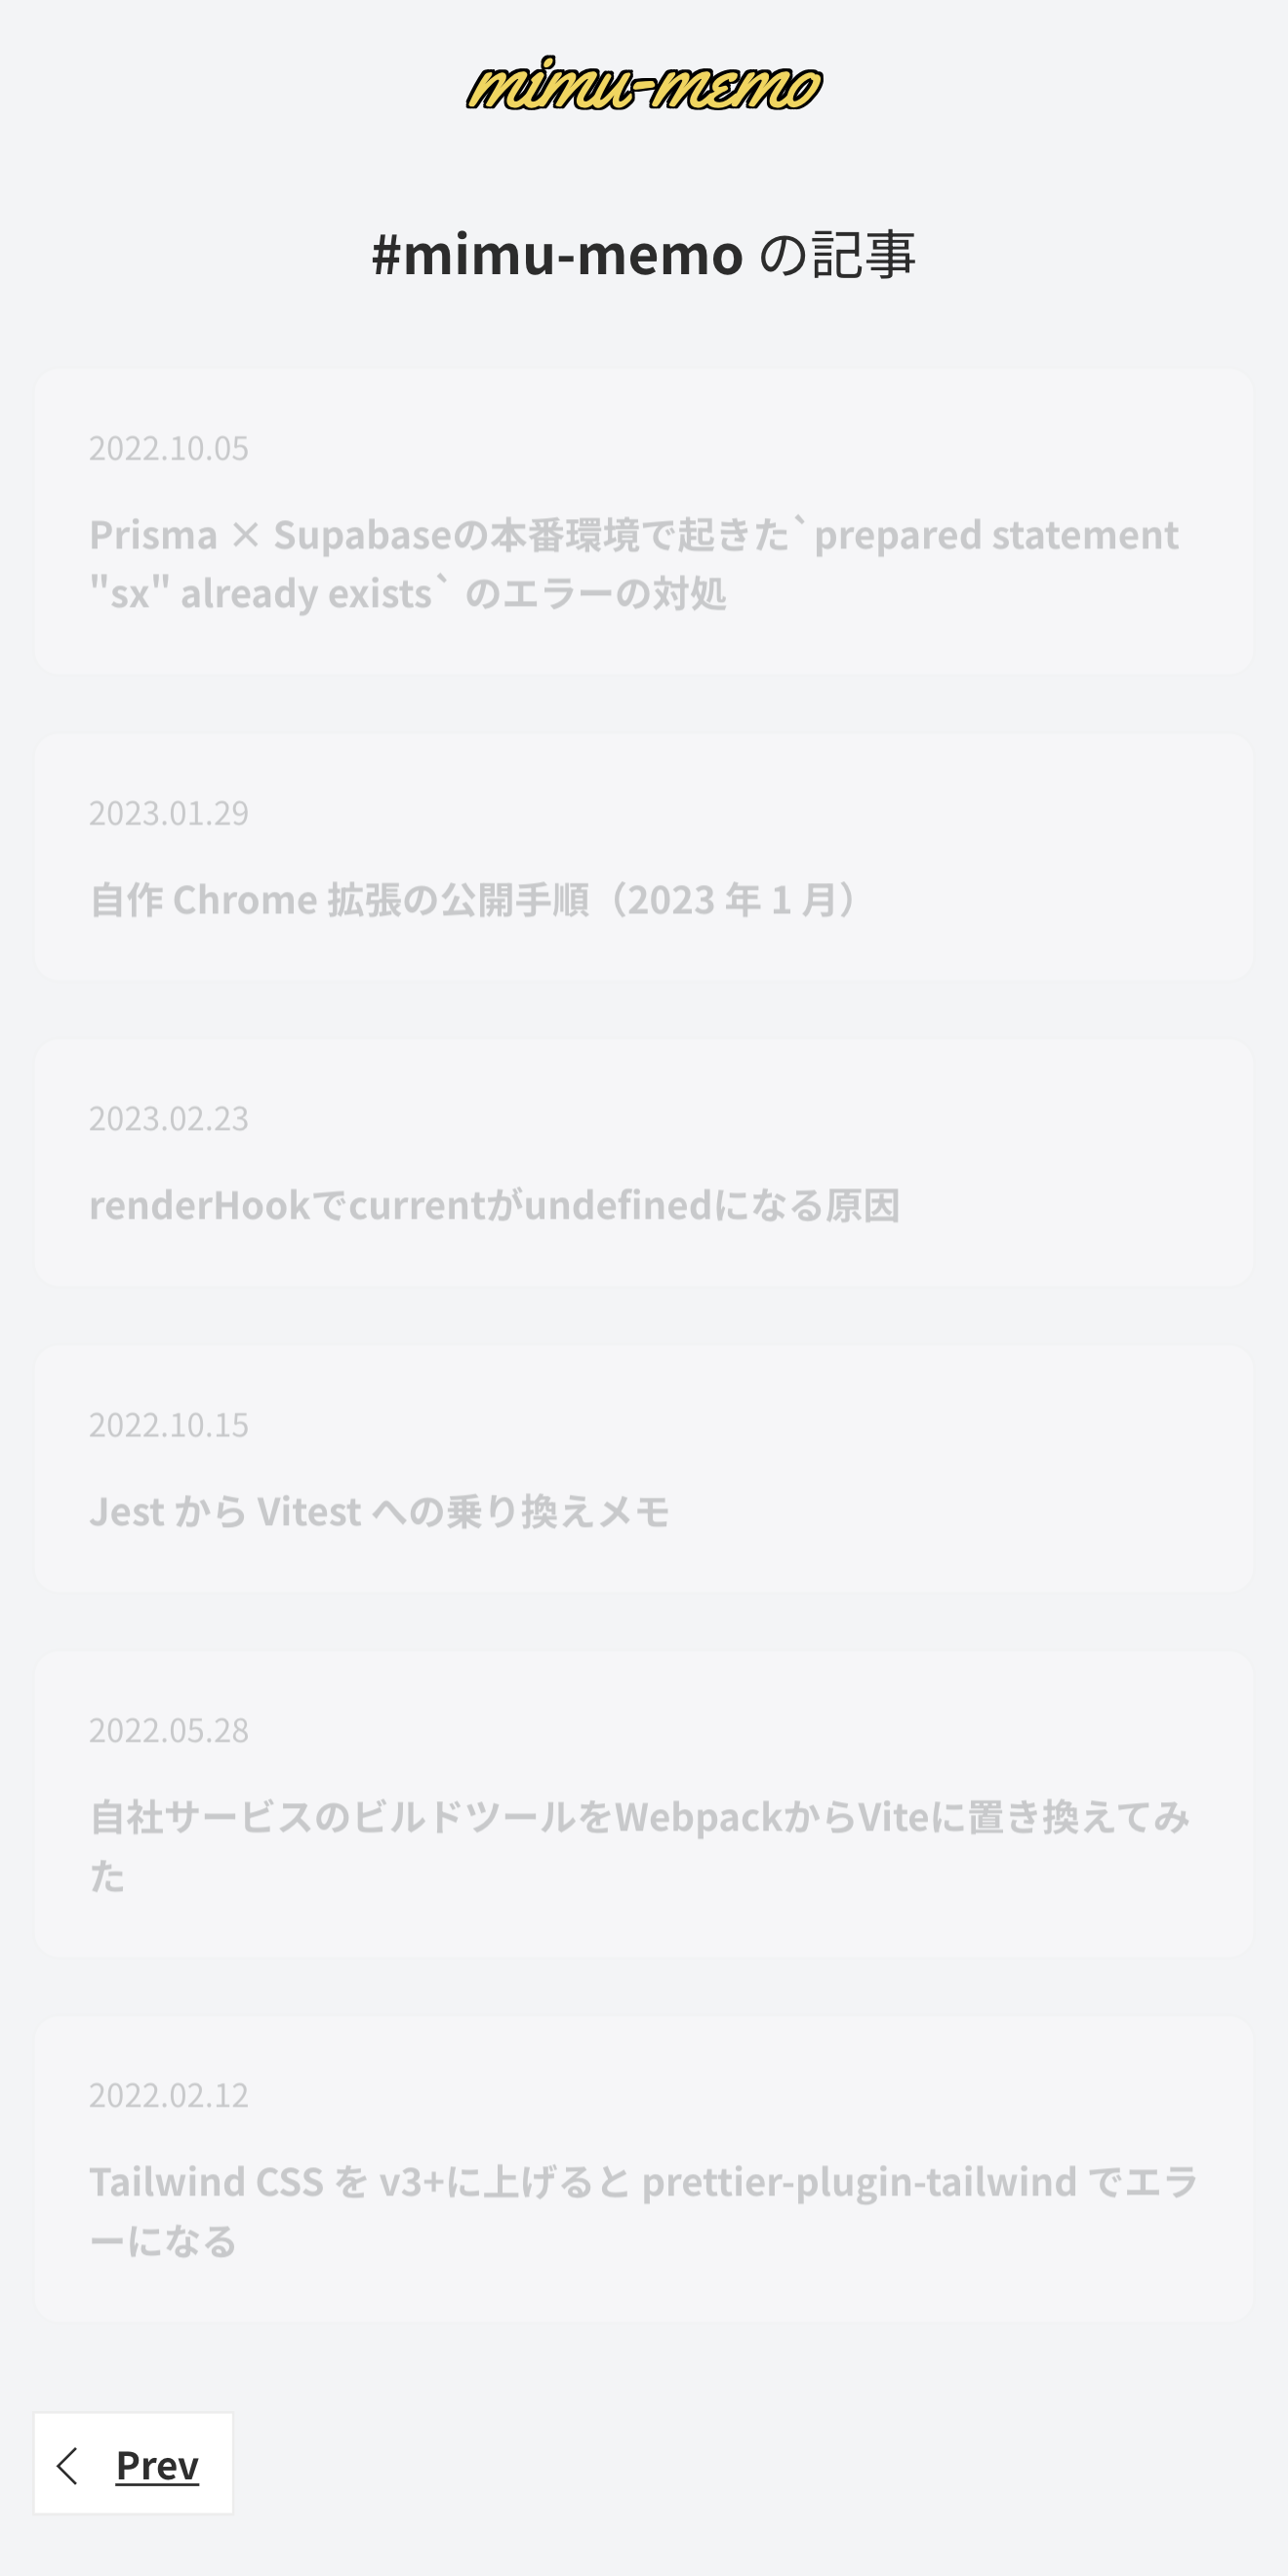 mimu-memo
#mimu-memo の記事
2022.10.05
Prisma × Supabaseの本番環境で起きた`prepared statement
"sx" already exists` のエラーの対処
2023.01.29
自作 Chrome 拡張の公開手順（2023 年 1 月）
2023.02.23
renderHookでcurrentがundefinedになる原因
2022.10.15
Jest から Vitest への乗り換えメモ
2022.05.28
自社サービスのビルドツールをWebpackからViteに置き換えてみ
た
2022.02.12
Tailwind CSS を v3+に上げると prettier-plugin-tailwind でエラ
ーになる
Prev